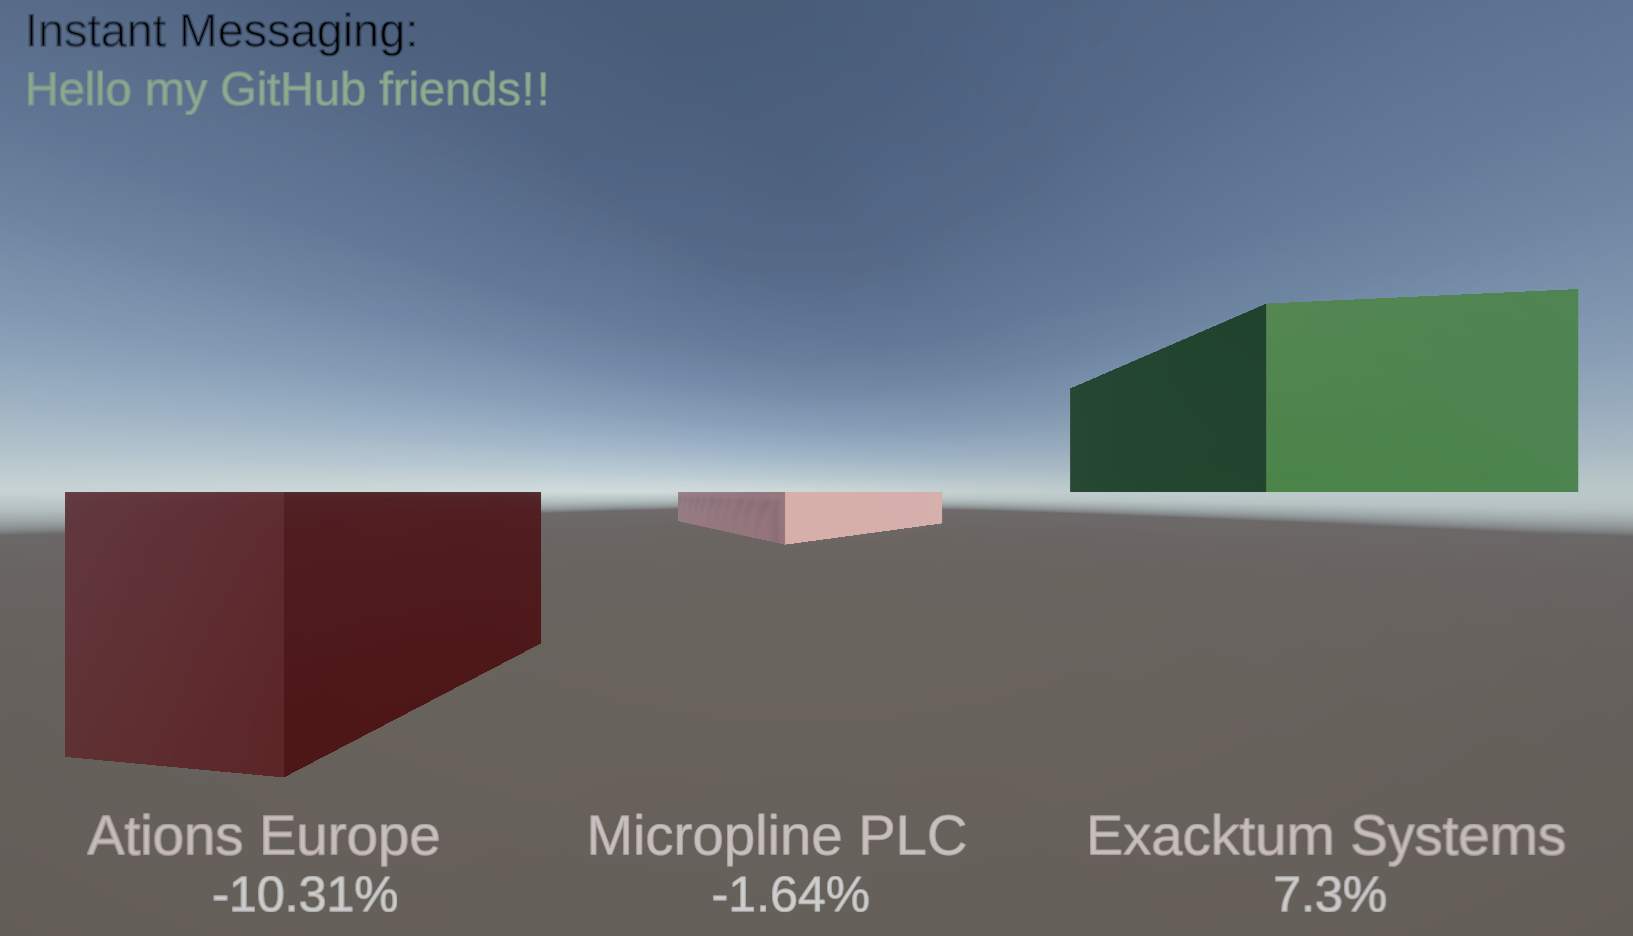 Instant Messaging:
Hello my GitHub friends!!
Ations Europe
-10.31%
Micropline PLC
-1.64%
Exacktum Systems
7.3%